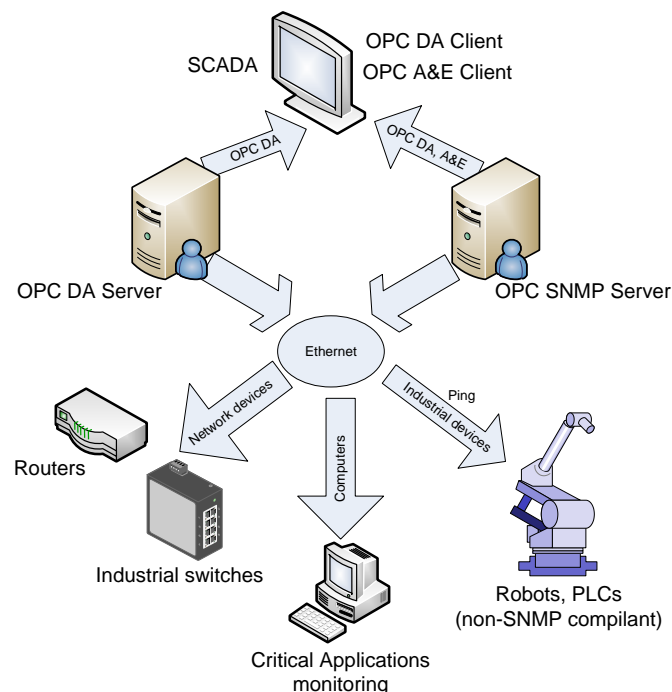 OPC DA Client
SCADA
OPC A&E Client
OPC DA
OPC DA, A&E
OPC DA Server
OPC SNMP Server
Ethernet
Network devices
Computers
Ping
Industrial devices
Routers
Industrial switches
Robots, PLCs
(non-SNMP compilant)
Critical Applications
monitoring